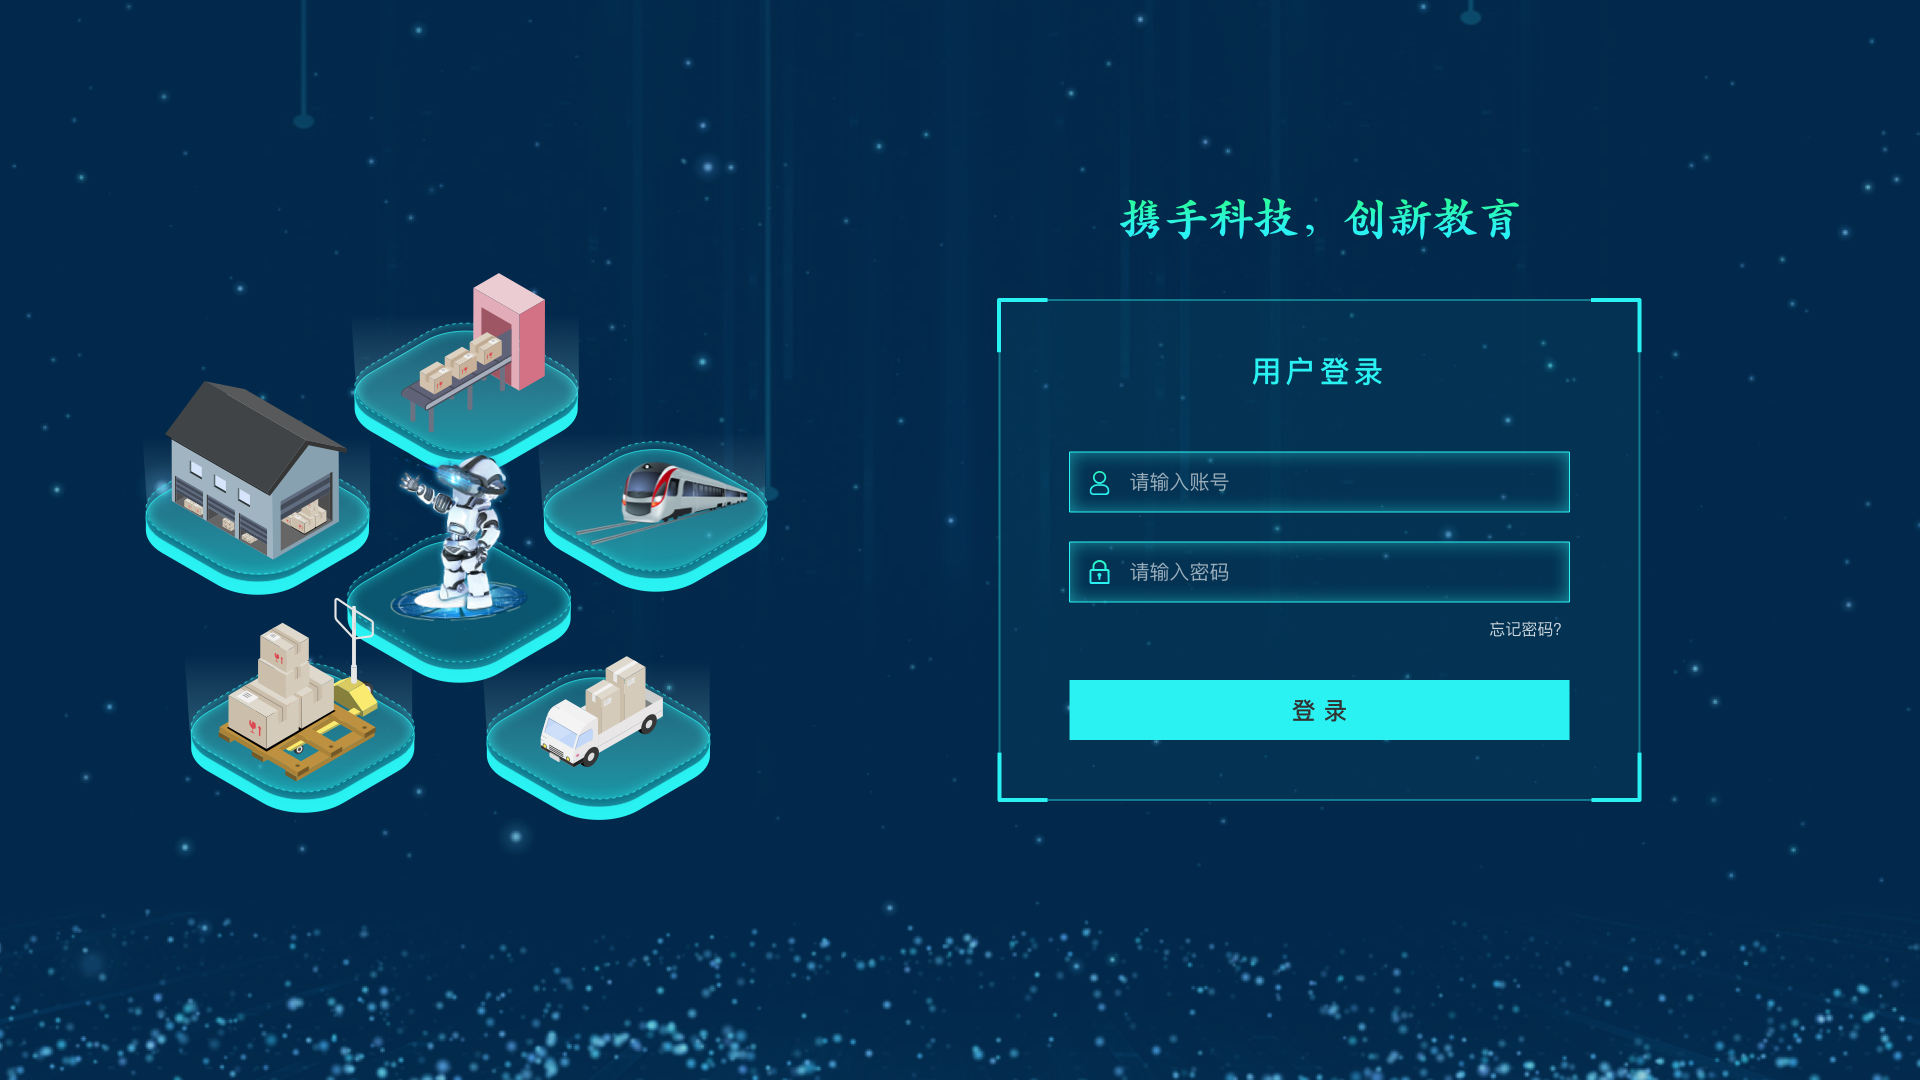 携手科技，创新教育
用户登录
请输入账号
请输入密码
忘记密码?
登 录